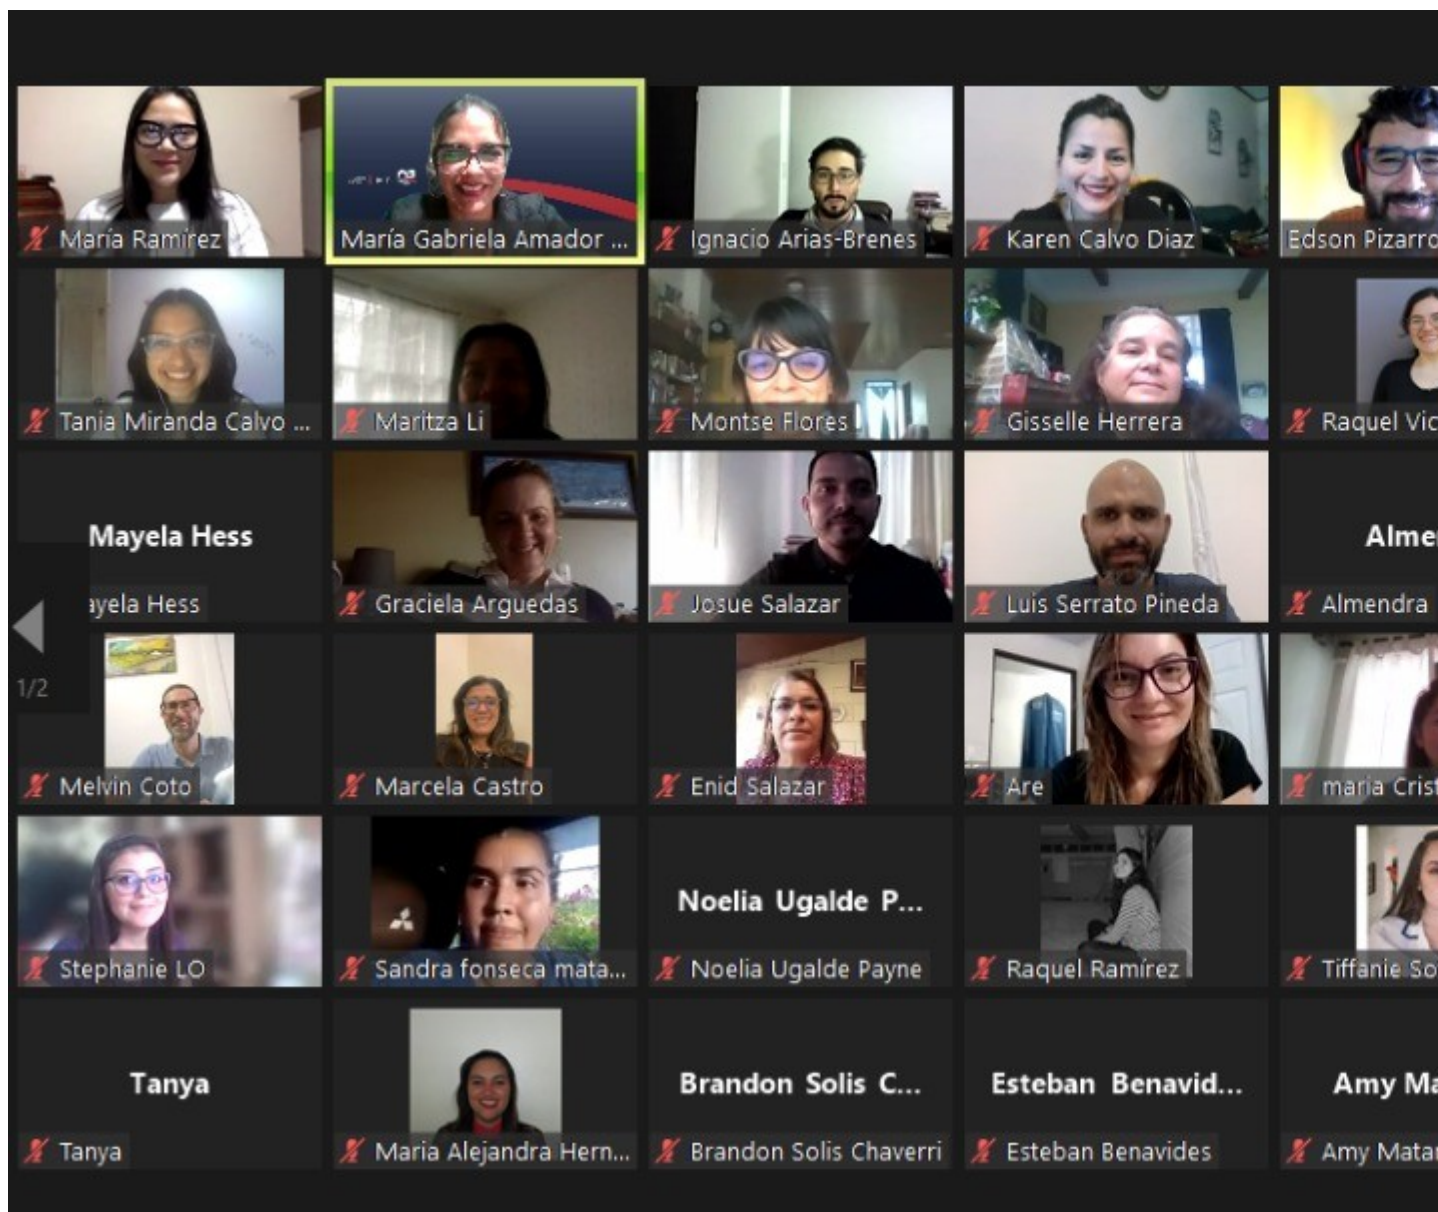 María Ramírez
María Gabriela Amador ...
Ignacio Arias-Brenes
Karen Calvo Diaz
Edson Pizarro
Tania Miranda Calvo ...
Maritza Li
Montse Flores
Gisselle Herrera
Raquel Vic
Mayela Hess
Alme
ayela Hess
Graciela Arguedas
Josue Salazar
Luis Serrato Pineda
Almendra
1/2
Melvin Coto
Marcela Castro
Enid Salazar
Are
maria Crist
Noelia Ugalde P...
Stephanie LO
Sandra fonseca mata...
Noelia Ugalde Payne
Raquel Ramírez
Tiffanie So
Tanya
Brandon Solis C...
Esteban Benavid...
Amy Ma
Tanya
Maria Alejandra Hern...
Brandon Solis Chaverri
Esteban Benavides
Amy Mata